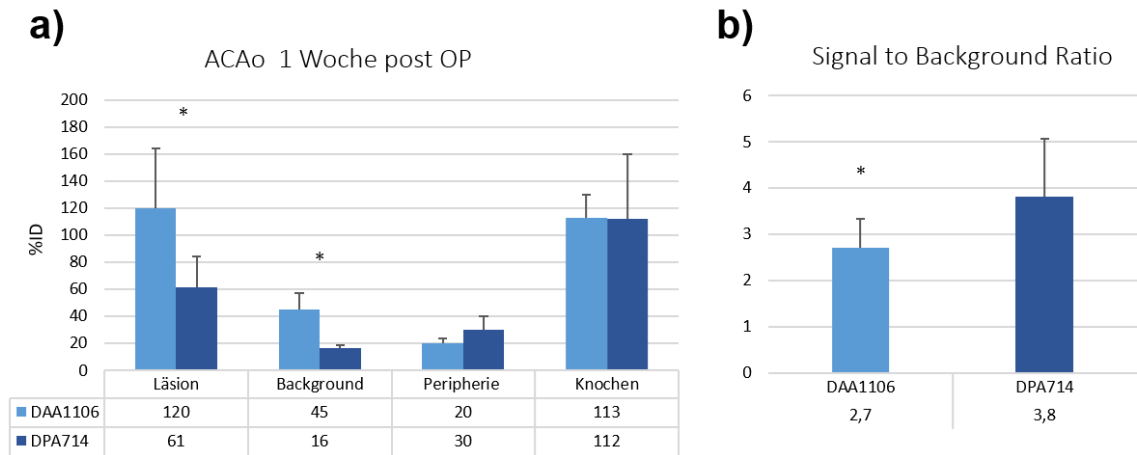 a)
ACAo 1 Woche post OP
*
*
%ID
200
180
160
140
120
100
80
60
40
20
0
Läsion Background Peripherie Knochen
DAA1106 120 45 20 113
DPA714 61 16 30 112
b)
Signal to Background Ratio
*
6
5
4
3
2
1
0
DAA1106 DPA714
2,7 3,8